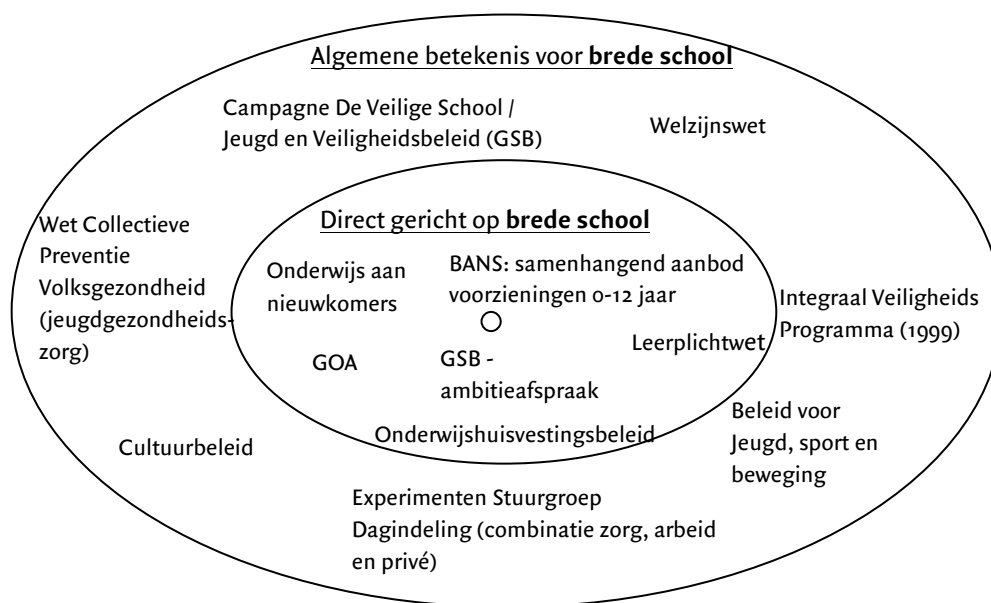 Algemene betekenis voor brede school
Campagne De Veilige School /
Jeugd en Veiligheidsbeleid (GSB)
Welzijnswet
Wet Collectieve
Preventie
Volksgezondheid
(jeugdgezondheids-
zorg)
Direct gericht op brede school
Onderwijs aan
nieuwkomers
BANS: samenhangend aanbod
voorzieningen 0-12 jaar
Integraal Veiligheids
Programma (1999)
Leerplichtwet
GOA
GSB -
ambitieafspraak
Onderwijshuisvestingsbeleid
Beleid voor
Jeugd, sport en
beweging
Cultuurbeleid
Experimenten Stuurgroep
Dagindeling (combinatie zorg, arbeid
en privé)